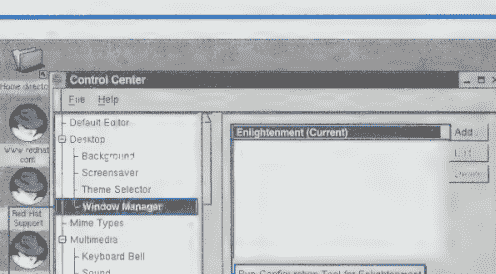 Control Center
File Help
Home directo
Default Editor
Desktop
Background
Screensaver
Theme Selector
Window Manager
Mime Types
Multimedia
Keyboard Bell
Sound
Enlightenment (Current)
Add
www redhat
com
Red Hat
Support
Run Configuration Tool for Enlightenment